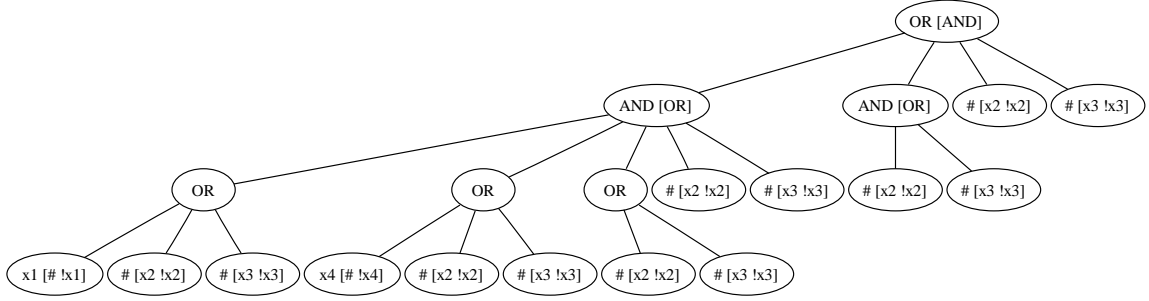 OR [AND]
AND [OR]
AND [OR]
# [x2 !x2]
# [x3 !x3]
OR
OR
OR
# [x2 !x2]
# [x3 !x3]
# [x2 !x2]
# [x3 !x3]
x1 [# !x1]
# [x2 !x2]
# [x3 !x3]
x4 [# !x4]
# [x2 !x2]
# [x3 !x3]
# [x2 !x2]
# [x3 !x3]